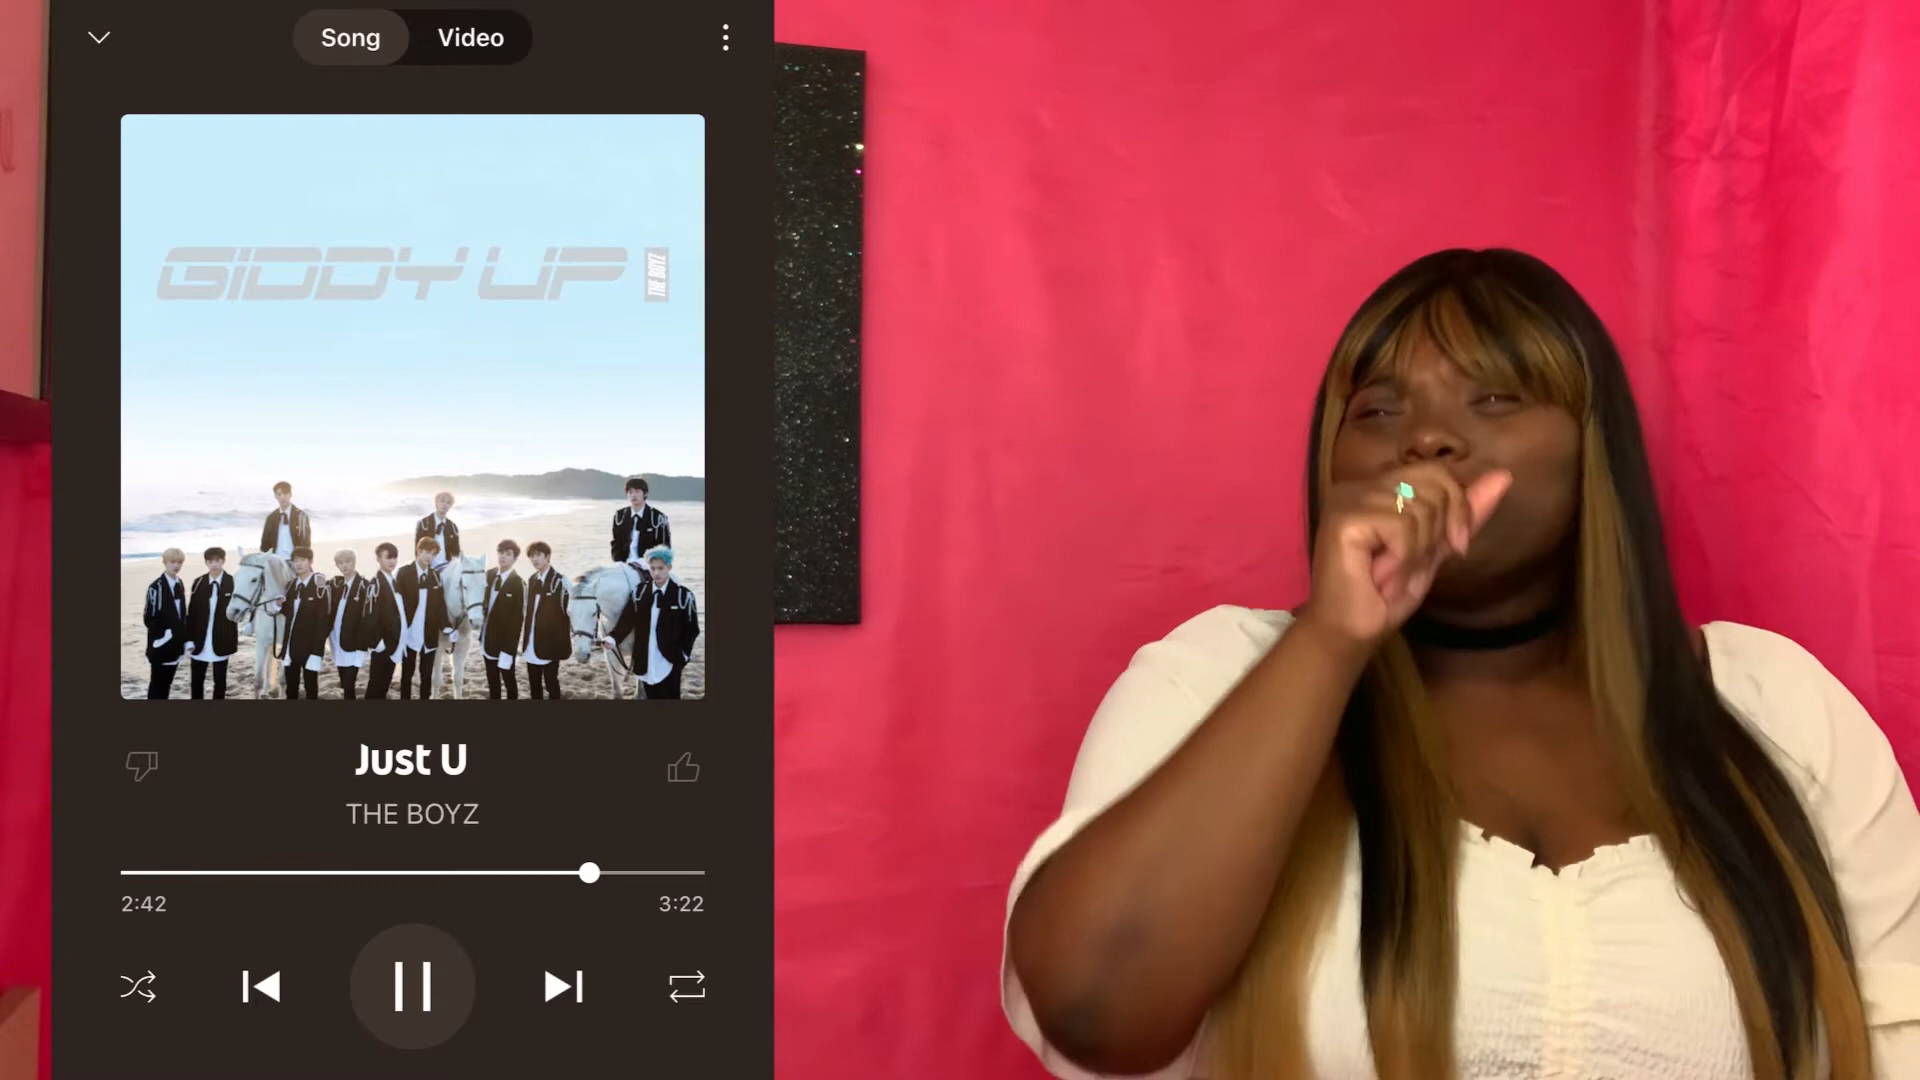 Song
Video
GIDDY UP
THE BOYZ
Just U
THE BOYZ
2:42
3:22